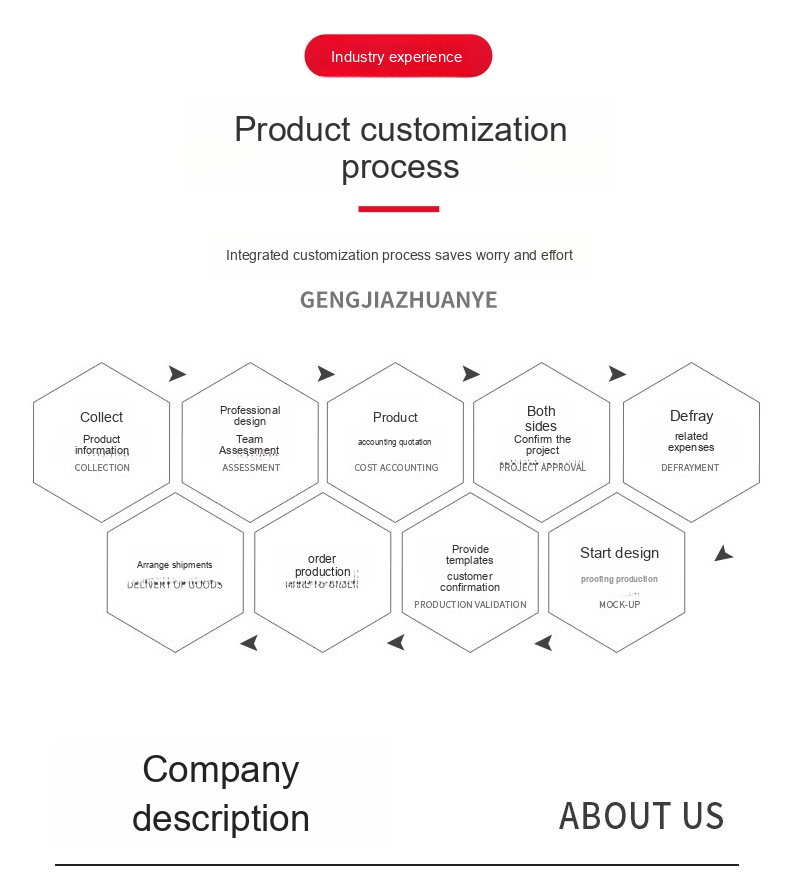 Industry experience
Product customization
process
Integrated customization process saves worry and effort
GENGJIAZHUANYE
Collect
Product
information
COLLECTION
Professional
design
Team
Assessment
ASSESSMENT
Product
accounting quotation
COST ACCOUNTING
Both
sides
Confirm the
project
PROJECT APPROVAL
Defray
related
expenses
DEFRAYMENT
Arrange shipments
DELIVERY OF GOODS
order
production
MAKE TO ORDER
Provide
templates
customer
confirmation
PRODUCTION VALIDATION
Start design
proofing production
MOCK-UP
Company
description
ABOUT US